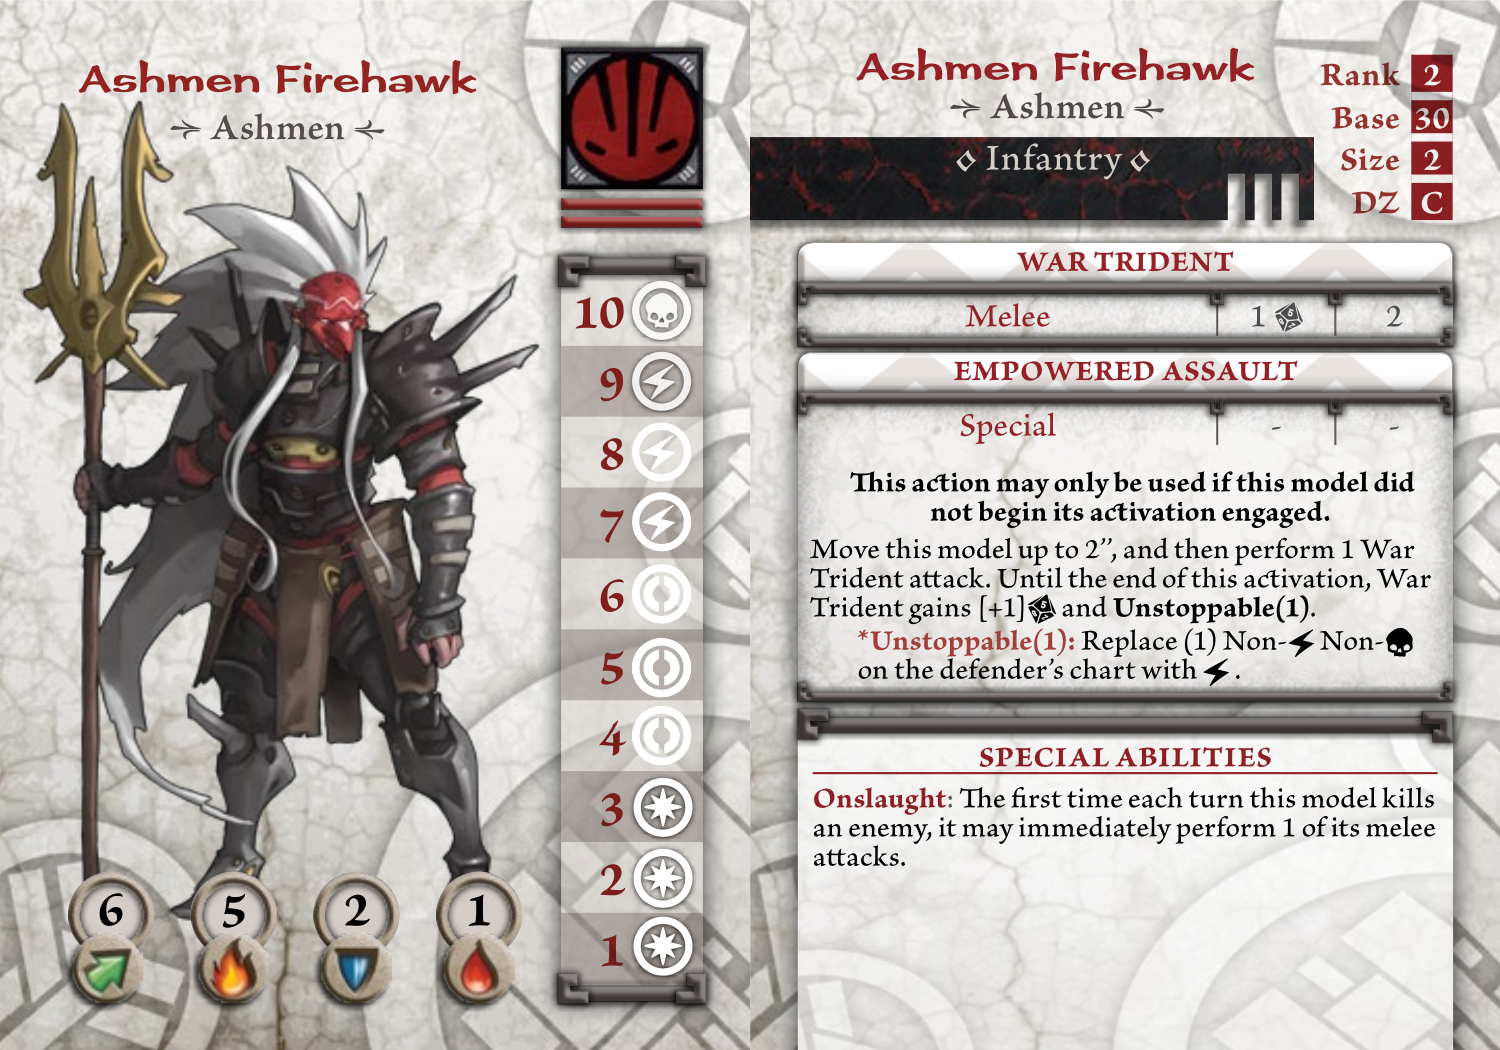 Ashmen Firehawk
Ashmen
10
9
8
7
6
5
4
3
2
1
6 5 2 1
Ashmen Firehawk
Ashmen
Infantry
Rank 2
Base 30
Size 2
DZ C
WAR TRIDENT
Melee 1 2
EMPOWERED ASSAULT
Special - -
This action may only be used if this model did
not begin its activation engaged.
Move this model up to 2”, and then perform 1 War
Trident attack. Until the end of this activation, War
Trident gains [+1] and Unstoppable(1).
*Unstoppable(1): Replace (1) Non- Non-
on the defender’s chart with .
SPECIAL ABILITIES
Onslaught: The first time each turn this model kills
an enemy, it may immediately perform 1 of its melee
attacks.